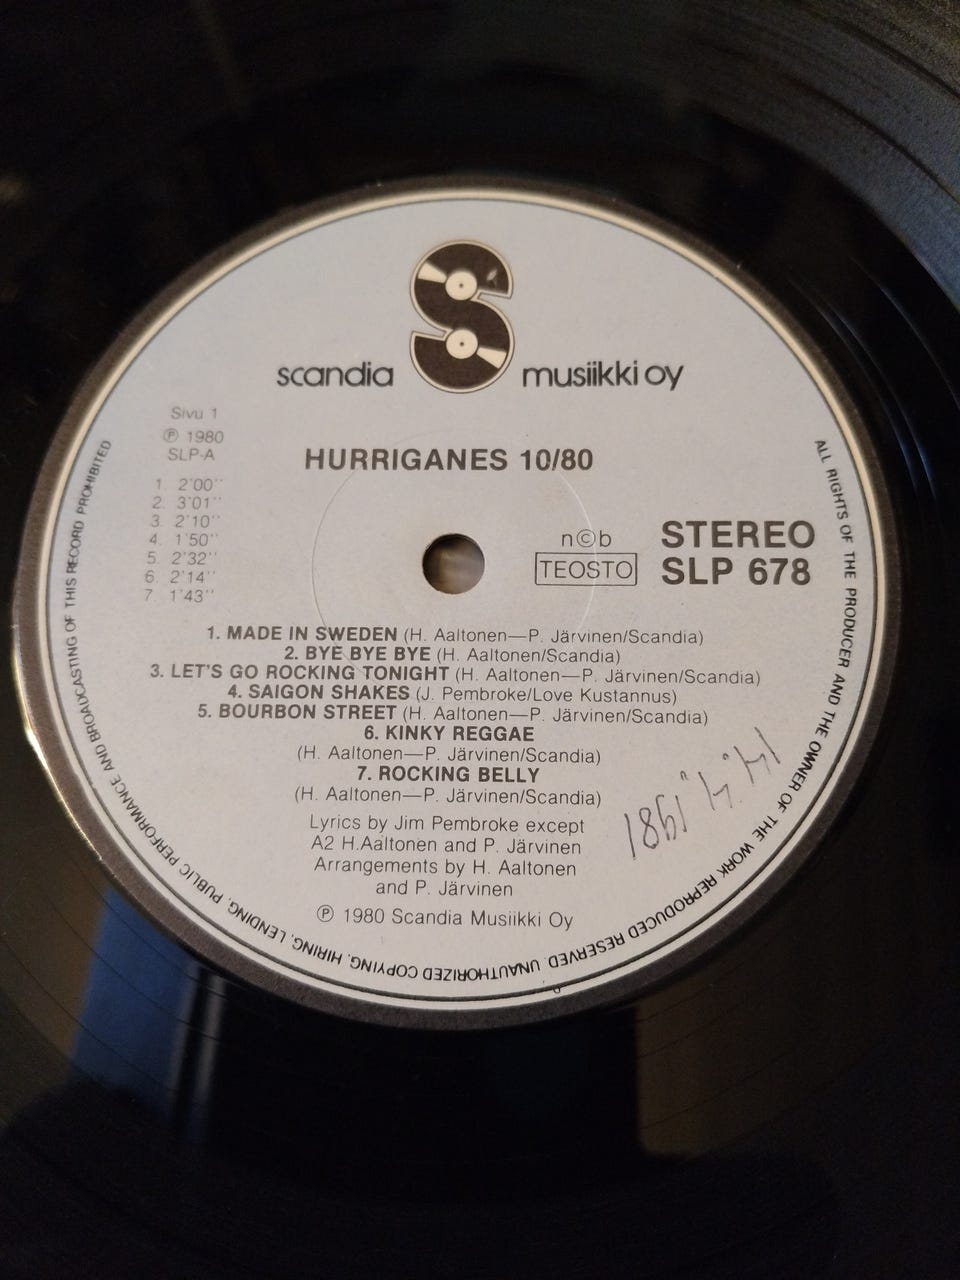 scandia musiikki oy
Sivu 1
℗ 1980
SLP-A
1. 2'00''
2. 3'01''
3. 2'10''
4. 1'50''
5. 2'32''
6. 2'14''
7. 1'43''
HURRIGANES 10/80
n©b
TEOSTO
STEREO
SLP 678
1. MADE IN SWEDEN (H. Aaltonen—P. Järvinen/Scandia)
2. BYE BYE BYE (H. Aaltonen/Scandia)
3. LET'S GO ROCKING TONIGHT (H. Aaltonen—P. Järvinen/Scandia)
4. SAIGON SHAKES (J. Pembroke/Love Kustannus)
5. BOURBON STREET (H. Aaltonen—P. Järvinen/Scandia)
6. KINKY REGGAE
(H. Aaltonen—P. Järvinen/Scandia)
7. ROCKING BELLY
(H. Aaltonen—P. Järvinen/Scandia)
Lyrics by Jim Pembroke except
A2 H.Aaltonen and P. Järvinen
Arrangements by H. Aaltonen
and P. Järvinen
℗ 1980 Scandia Musiikki Oy
14.4.1981
ALL RIGHTS OF THE PRODUCER AND THE OWNER OF THE WORK REPRODUCED RESERVED. UNAUTHORIZED COPYING, HIRING, LENDING, PUBLIC PERFORMANCE AND BROADCASTING OF THIS RECORD PROHIBITED